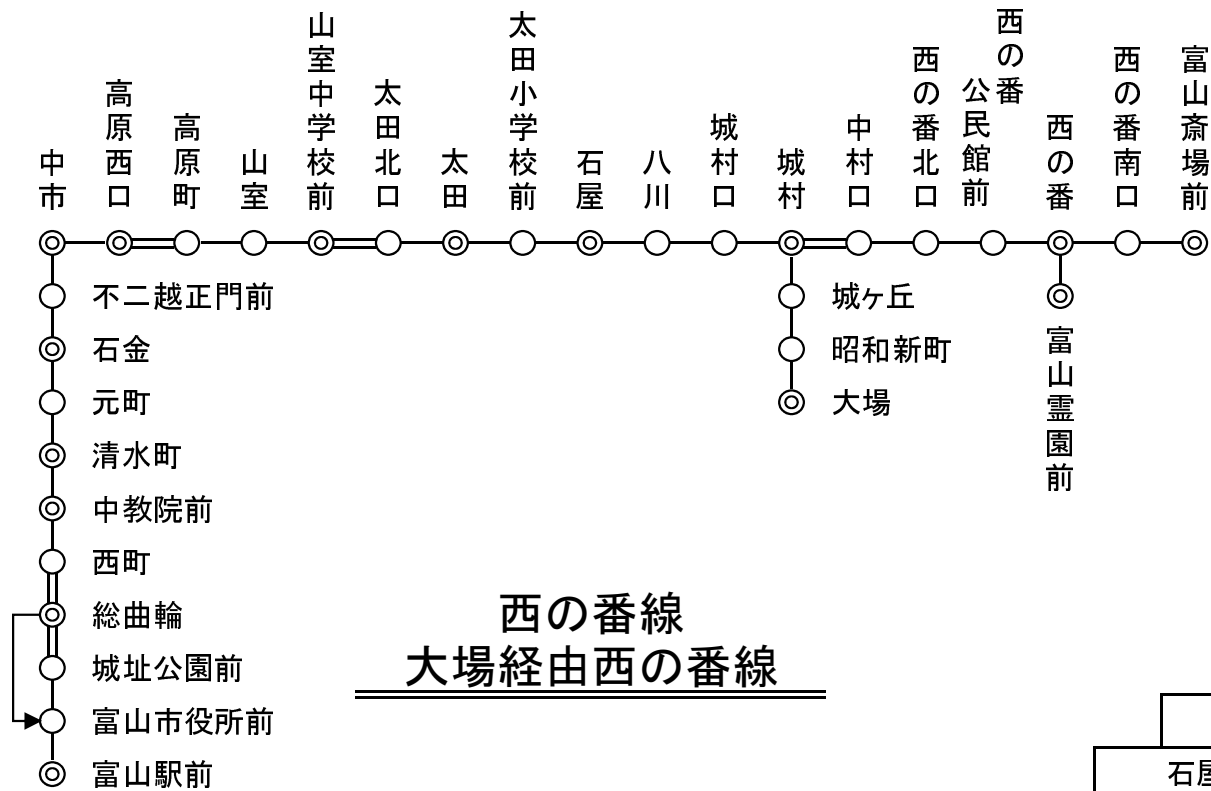 中市
高原西口
高原町
山室
山室中学校前
太田北口
太田
太田小学校前
石屋
八川
城村口
城村
中村口
西の番北口
西の番
公民館前
西の番
西の番南口
富山斎場前
不二越正門前
石金
元町
清水町
中教院前
西町
総曲輪
城址公園前
富山市役所前
富山駅前
城ヶ丘
昭和新町
大場
富山霊園前
西の番線
大場経由西の番線
石屋